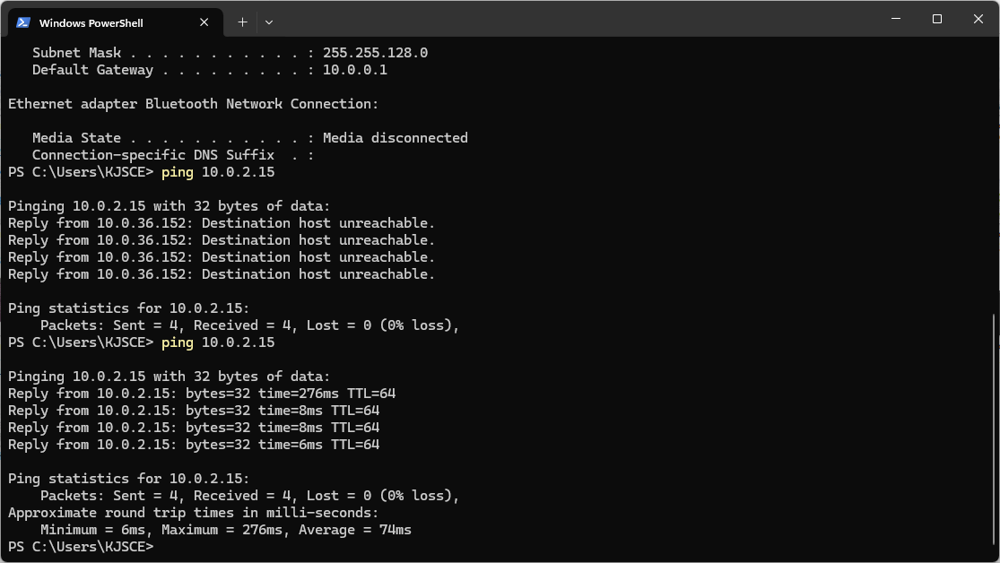 Windows PowerShell
Subnet Mask . . . . . . . . . . . : 255.255.128.0
Default Gateway . . . . . . . . . : 10.0.0.1
Ethernet adapter Bluetooth Network Connection:
Media State . . . . . . . . . . . : Media disconnected
Connection-specific DNS Suffix  . :
PS C:\Users\KJSCE> ping 10.0.2.15
Pinging 10.0.2.15 with 32 bytes of data:
Reply from 10.0.36.152: Destination host unreachable.
Reply from 10.0.36.152: Destination host unreachable.
Reply from 10.0.36.152: Destination host unreachable.
Reply from 10.0.36.152: Destination host unreachable.
Ping statistics for 10.0.2.15:
Packets: Sent = 4, Received = 4, Lost = 0 (0% loss),
PS C:\Users\KJSCE> ping 10.0.2.15
Pinging 10.0.2.15 with 32 bytes of data:
Reply from 10.0.2.15: bytes=32 time=276ms TTL=64
Reply from 10.0.2.15: bytes=32 time=8ms TTL=64
Reply from 10.0.2.15: bytes=32 time=8ms TTL=64
Reply from 10.0.2.15: bytes=32 time=6ms TTL=64
Ping statistics for 10.0.2.15:
Packets: Sent = 4, Received = 4, Lost = 0 (0% loss),
Approximate round trip times in milli-seconds:
Minimum = 6ms, Maximum = 276ms, Average = 74ms
PS C:\Users\KJSCE>